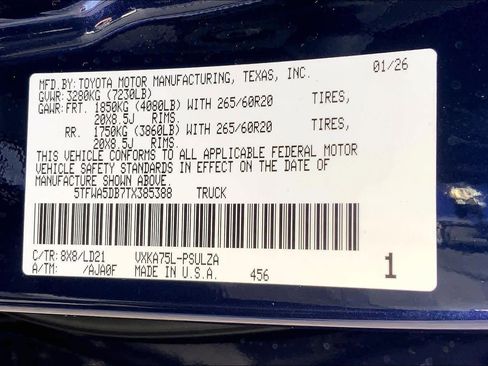 MFD.BY: TOYOTA MOTOR MANUFACTURING, TEXAS, INC. 01/26
GVWR: 3280KG (7230LB)
GAWR: FRT. 1850KG (4080LB) WITH 265/60R20 TIRES,
20X8.5J RIMS.
RR. 1750KG (3860LB) WITH 265/60R20 TIRES,
20X8.5J RIMS.
THIS VEHICLE CONFORMS TO ALL APPLICABLE FEDERAL MOTOR
VEHICLE SAFETY STANDARDS IN EFFECT ON THE DATE OF
MANUFACTURE SHOWN ABOVE.
5TFWA5DB7TX385388 TRUCK
C/TR: 8X8/LD21 VXKA75L-PSULZA
A/TM: /AJA0F MADE IN U.S.A. 456 1